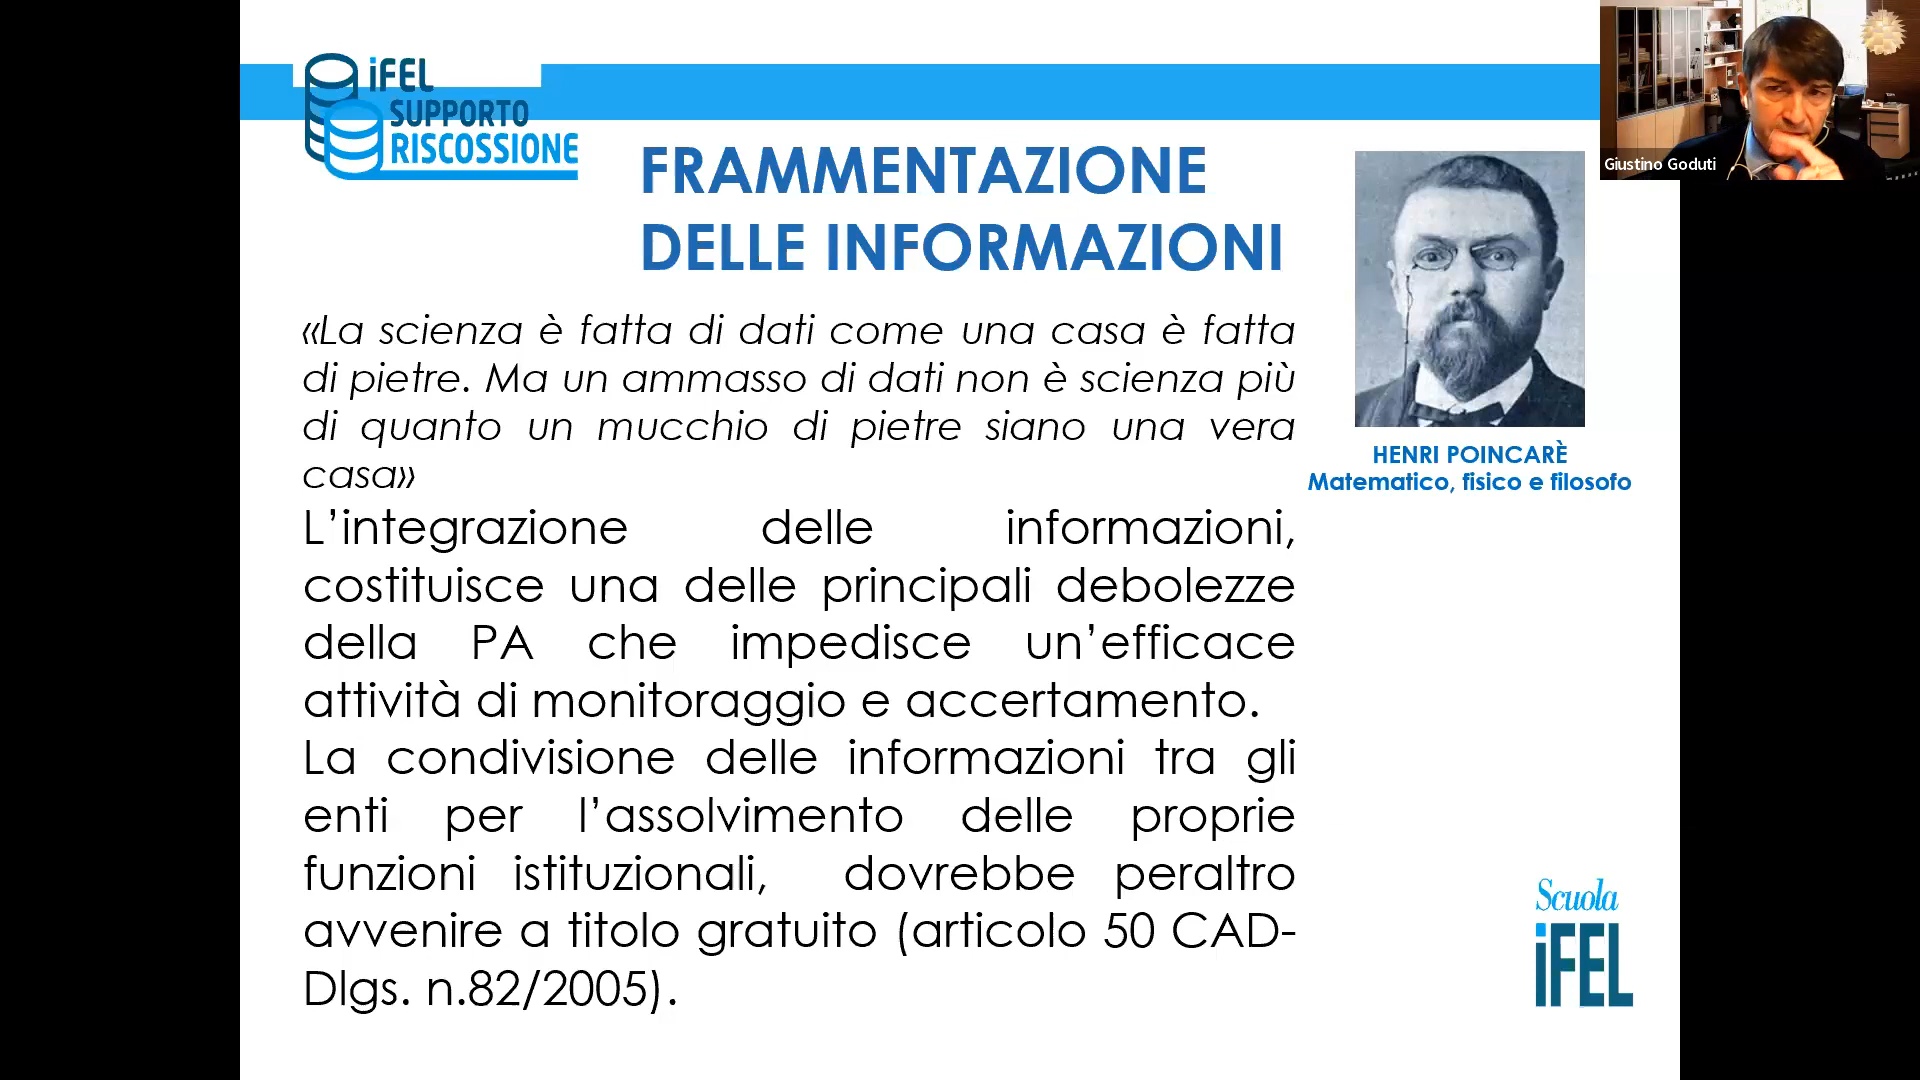 iFEL
SUPPORTO
RISCOSSIONE
FRAMMENTAZIONE
DELLE INFORMAZIONI
Giustino Goduti
«La scienza è fatta di dati come una casa è fatta
di pietre. Ma un ammasso di dati non è scienza più
di quanto un mucchio di pietre siano una vera
casa»
HENRI POINCARÈ
Matematico, fisico e filosofo
L’integrazione delle informazioni,
costituisce una delle principali debolezze
della PA che impedisce un’efficace
attività di monitoraggio e accertamento.
La condivisione delle informazioni tra gli
enti per l’assolvimento delle proprie
funzioni istituzionali, dovrebbe peraltro
avvenire a titolo gratuito (articolo 50 CAD-
Dlgs. n.82/2005).
Scuola
iFEL